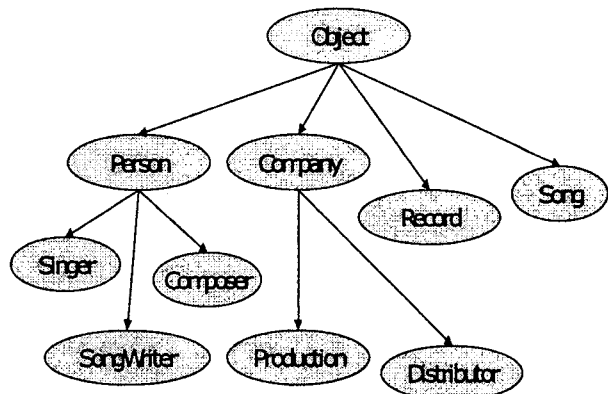 Object
Person
Company
Record
Song
Singer
Composer
SongWriter
Production
Distributor